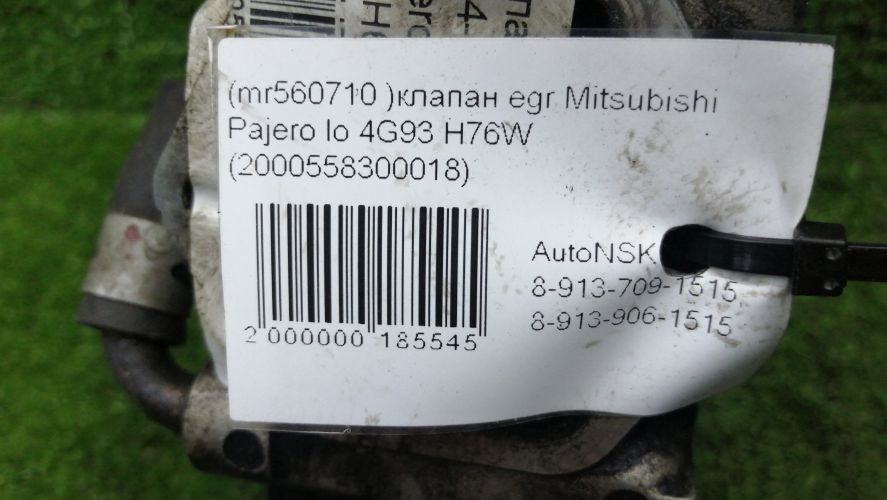 (mr560710 )клапан egr Mitsubishi
Pajero Io 4G93 H76W
(2000558300018)
AutoNSK
8-913-709-1515
8-913-906-1515
2 000000 185545